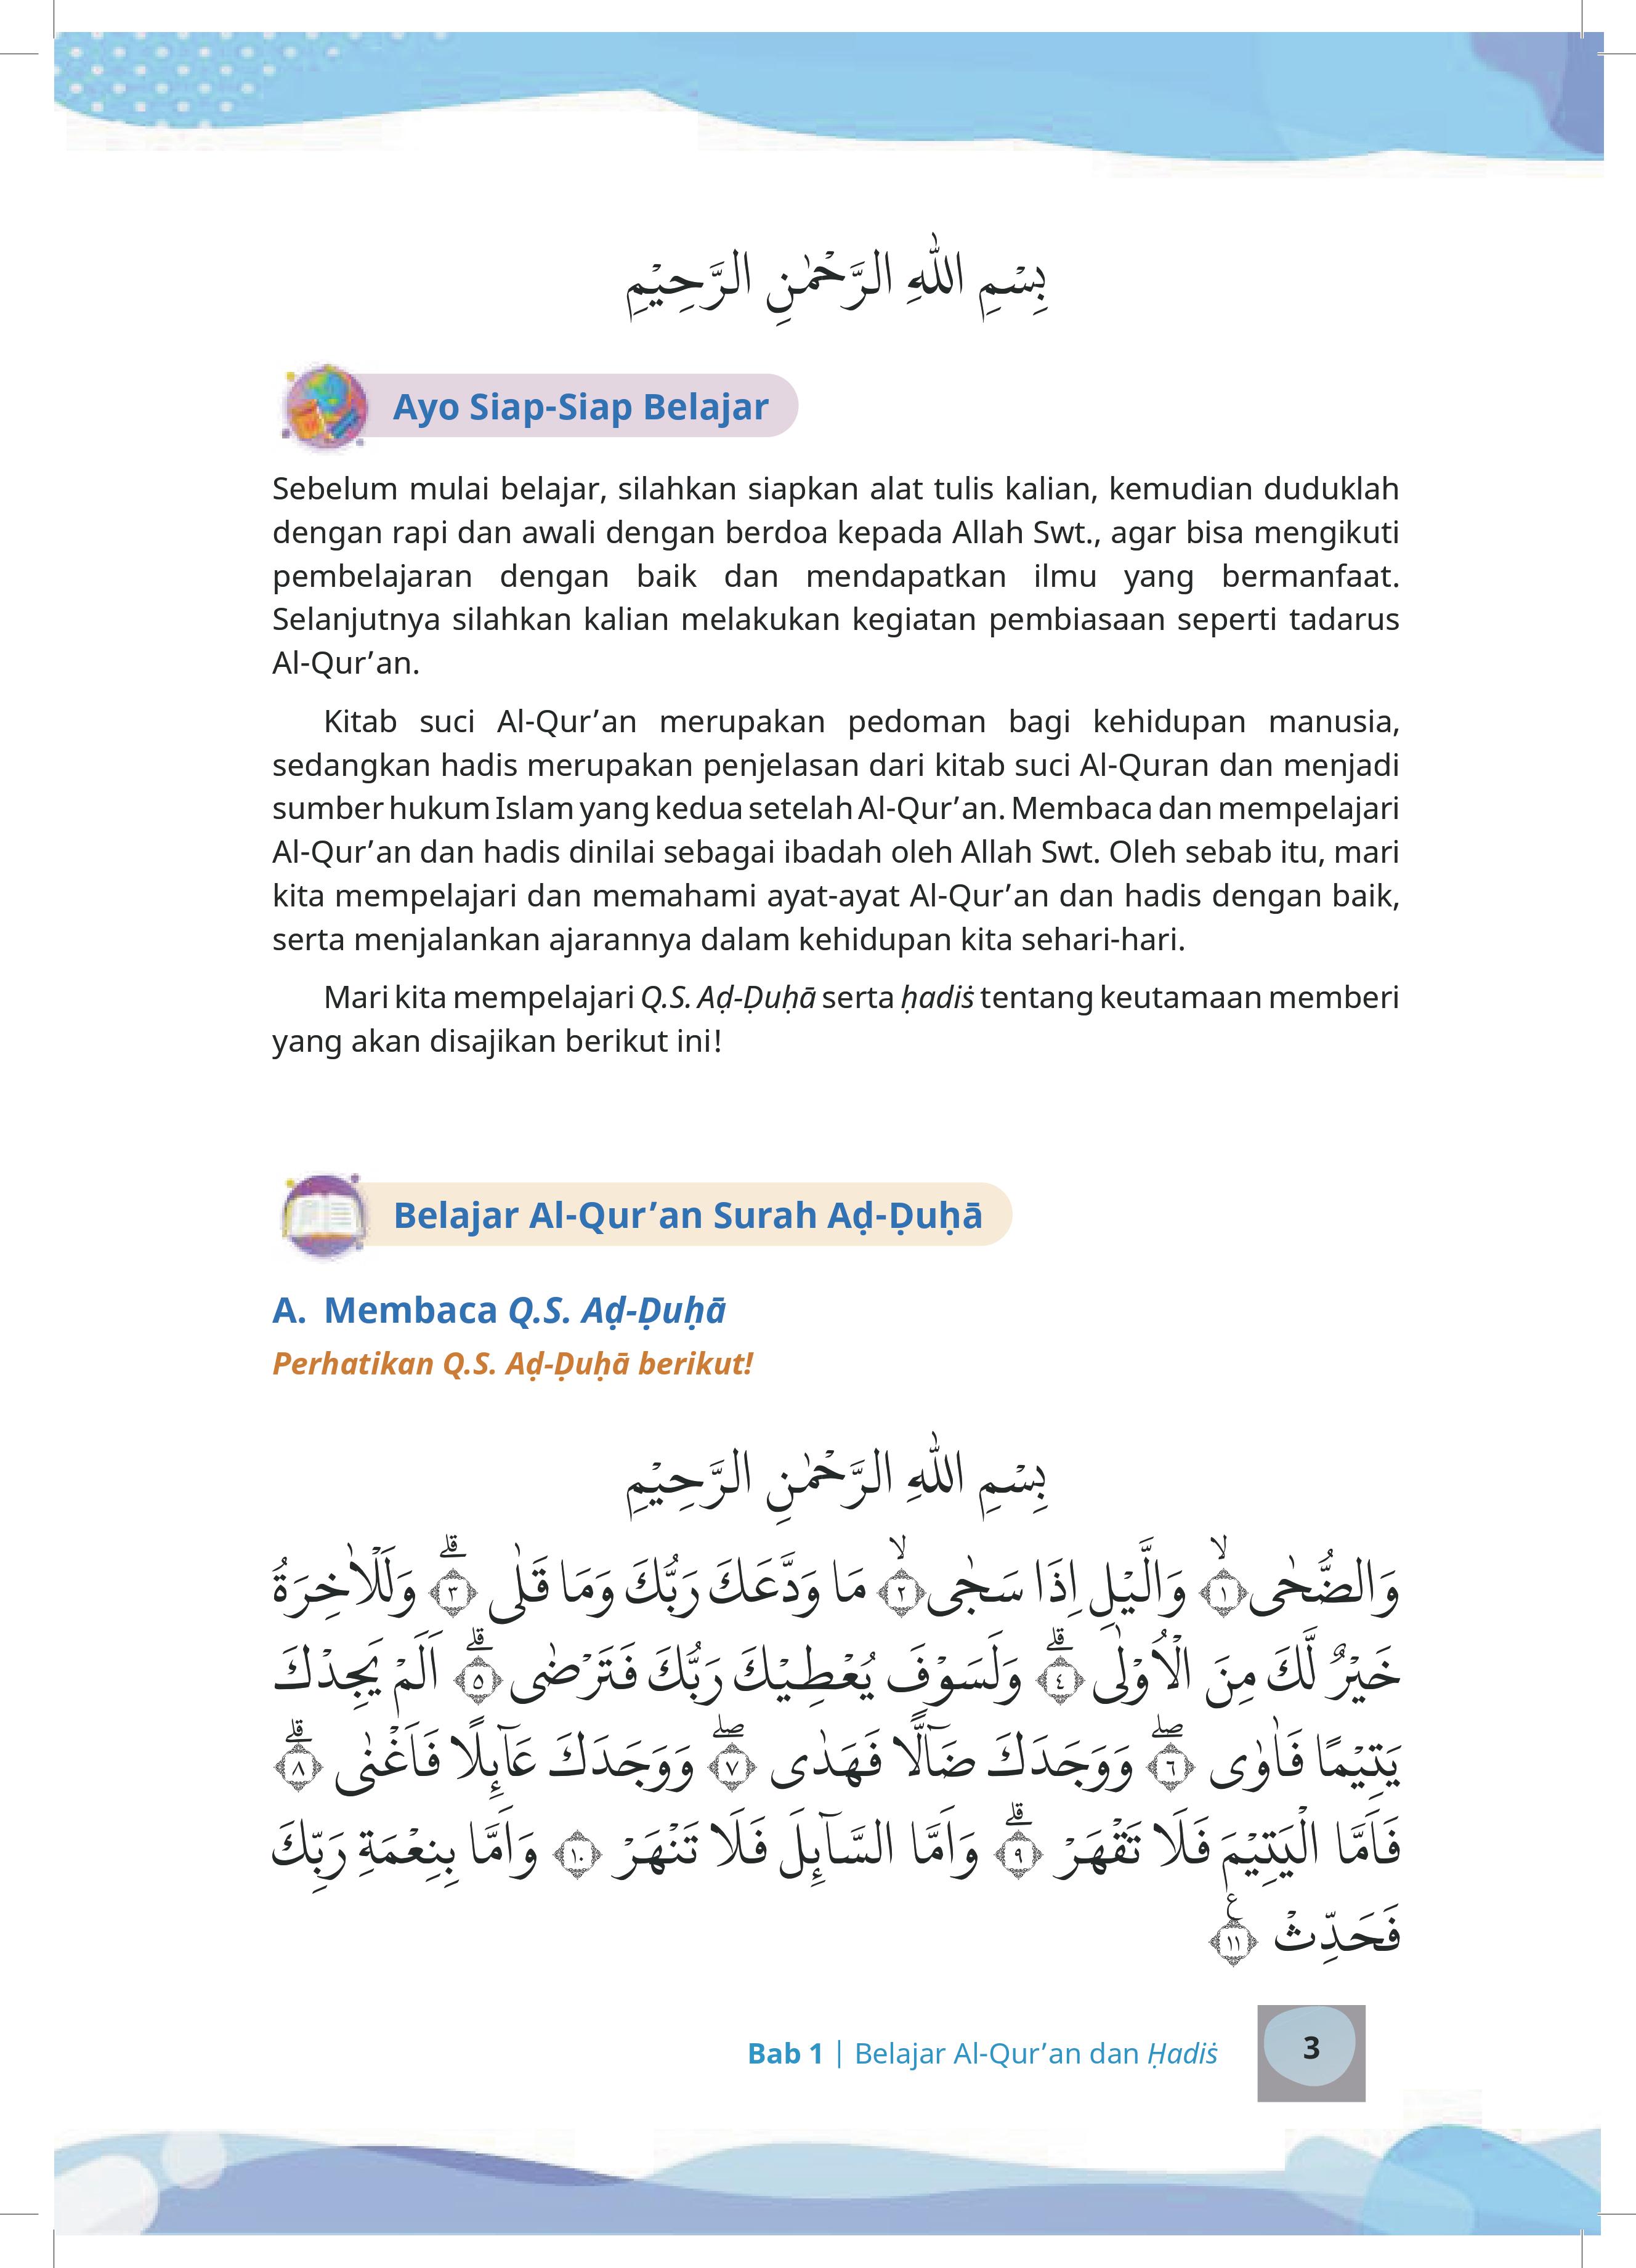 بِسْمِ اللّٰهِ الرَّحْمٰنِ الرَّحِيْمِ
Ayo Siap-Siap Belajar
Sebelum mulai belajar, silahkan siapkan alat tulis kalian, kemudian duduklah
dengan rapi dan awali dengan berdoa kepada Allah Swt., agar bisa mengikuti
pembelajaran dengan baik dan mendapatkan ilmu yang bermanfaat.
Selanjutnya silahkan kalian melakukan kegiatan pembiasaan seperti tadarus
Al-Qur’an.
Kitab suci Al-Qur’an merupakan pedoman bagi kehidupan manusia,
sedangkan hadis merupakan penjelasan dari kitab suci Al-Quran dan menjadi
sumber hukum Islam yang kedua setelah Al-Qur’an. Membaca dan mempelajari
Al-Qur’an dan hadis dinilai sebagai ibadah oleh Allah Swt. Oleh sebab itu, mari
kita mempelajari dan memahami ayat-ayat Al-Qur’an dan hadis dengan baik,
serta menjalankan ajarannya dalam kehidupan kita sehari-hari.
Mari kita mempelajari Q.S. Aḍ-Ḍuḥā serta ḥadiṡ tentang keutamaan memberi
yang akan disajikan berikut ini!
Belajar Al-Qur’an Surah Aḍ-Ḍuḥā
A. Membaca Q.S. Aḍ-Ḍuḥā
Perhatikan Q.S. Aḍ-Ḍuḥā berikut!
بِسْمِ اللّٰهِ الرَّحْمٰنِ الرَّحِيْمِ
وَالضُّحٰىۙ ١ وَالَّيْلِ اِذَا سَجٰىۙ ٢ مَا وَدَّعَكَ رَبُّكَ وَمَا قَلٰىۗ ٣ وَلَلْاٰخِرَةُ
خَيْرٌ لَّكَ مِنَ الْاُوْلٰىۗ ٤ وَلَسَوْفَ يُعْطِيْكَ رَبُّكَ فَتَرْضٰىۗ ٥ اَلَمْ يَجِدْكَ
يَتِيْمًا فَاٰوٰىۖ ٦ وَوَجَدَكَ ضَاۤلًّا فَهَدٰىۖ ٧ وَوَجَدَكَ عَاۤىِٕلًا فَاَغْنٰىۗ ٨
فَاَمَّا الْيَتِيْمَ فَلَا تَقْهَرْۗ ٩ وَاَمَّا السَّاۤىِٕلَ فَلَا تَنْهَرْ ١٠ وَاَمَّا بِنِعْمَةِ رَبِّكَ
فَحَدِّثْ ࣖ ١١
Bab 1 | Belajar Al-Qur’an dan Ḥadiṡ
3